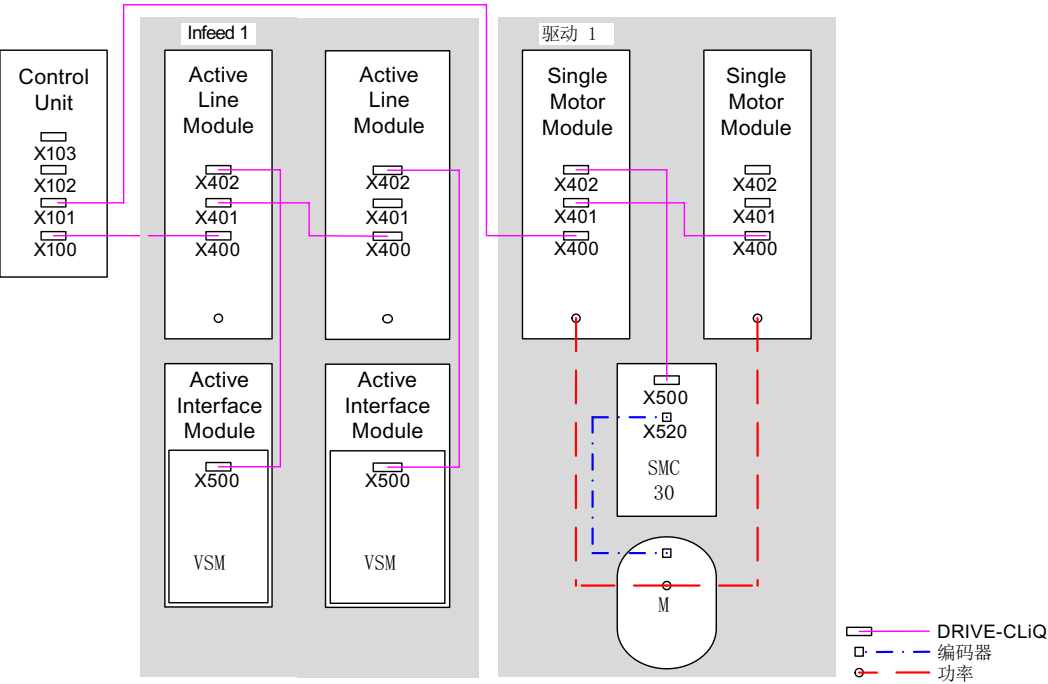 Control
Unit
X103
X102
X101
X100
Infeed 1
Active
Line
Module
X402
X401
X400
Active
Line
Module
X402
X401
X400
Active
Interface
Module
X500
VSM
Active
Interface
Module
X500
VSM
驱动 1
Single
Motor
Module
X402
X401
X400
Single
Motor
Module
X402
X401
X400
X500
X520
SMC
30
M
DRIVE-CLiQ
编码器
功率